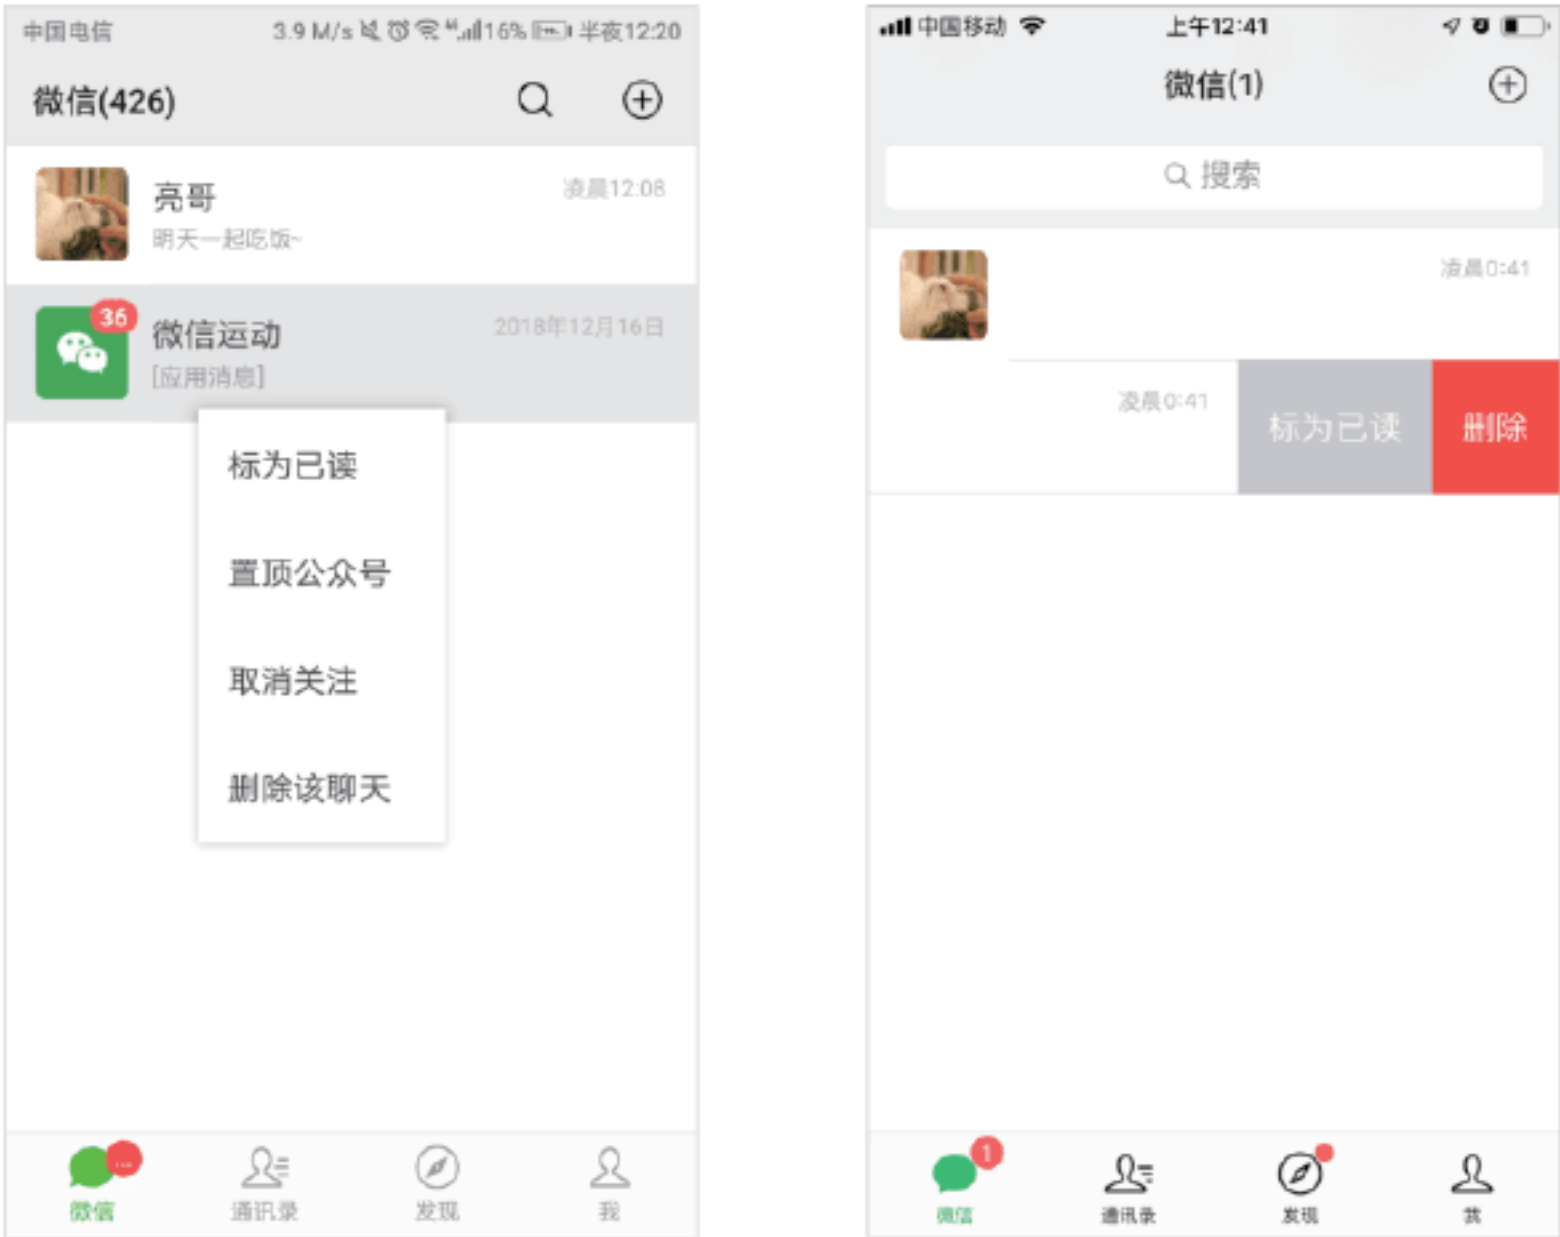 中国电信 3.9 M/s 16% 半夜12:20
微信(426)
亮哥 凌晨12:08
明天一起吃饭~
36
微信运动 2018年12月16日
[应用消息]
标为已读
置顶公众号
取消关注
删除该聊天
...
微信 通讯录 发现 我
中国移动 上午12:41
微信(1)
搜索
凌晨0:41
凌晨0:41 标为已读 删除
1
微信 通讯录 发现 我